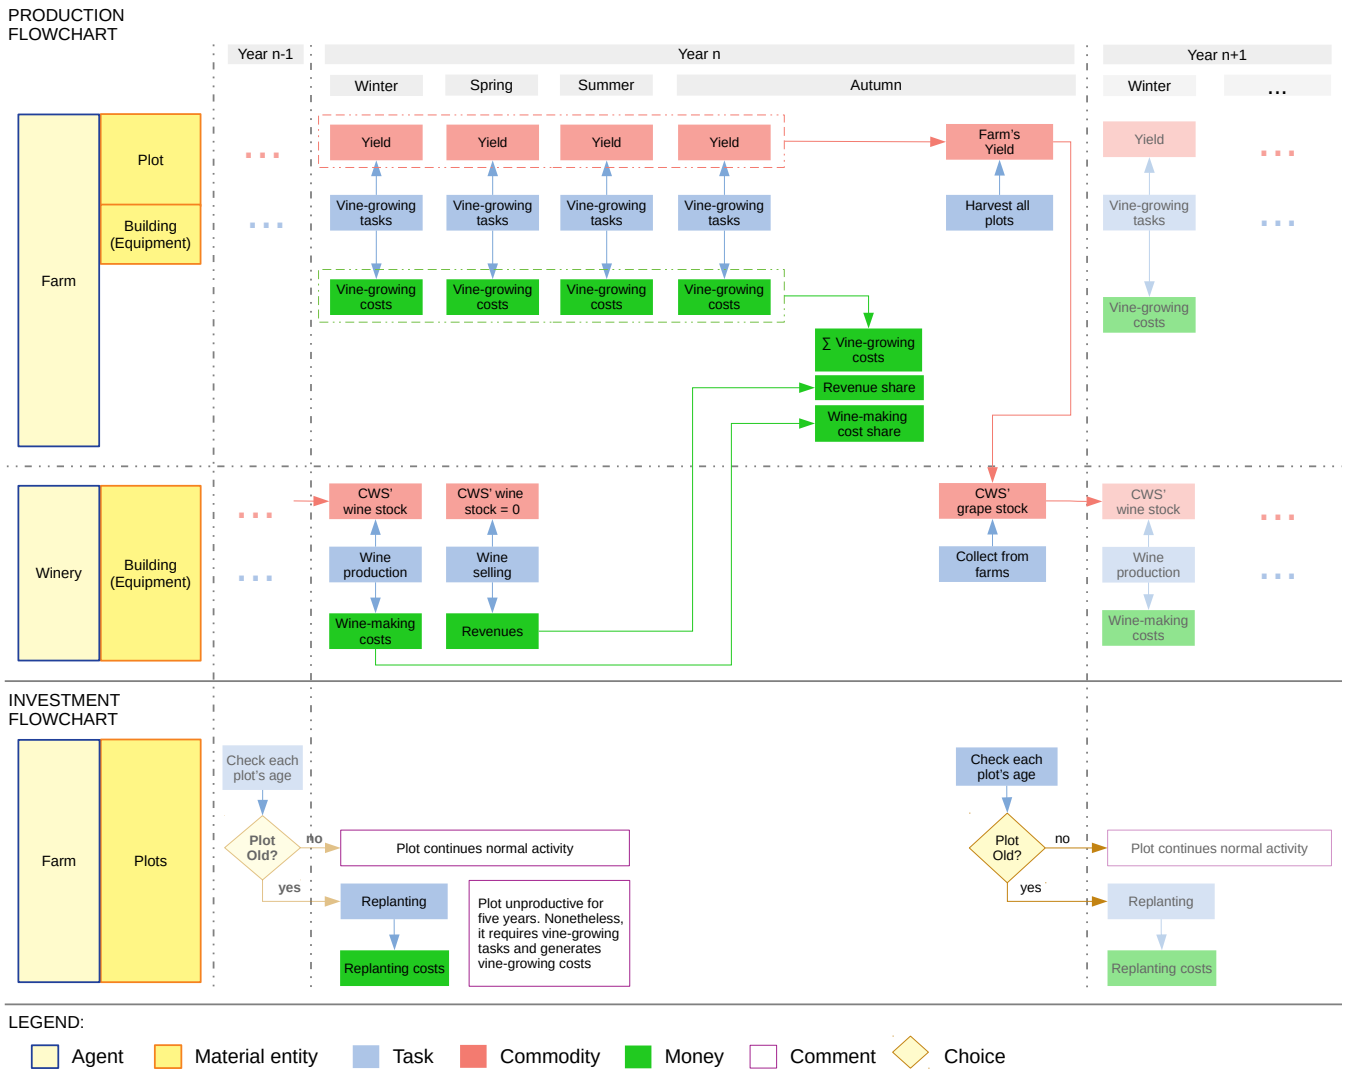 PRODUCTION
FLOWCHART
Year n-1
Year n
Year n+1
Winter
Spring
Summer
Autumn
Winter
...
Farm
Plot
Building
(Equipment)
...
...
Yield
Yield
Yield
Yield
Farm's
Yield
Yield
...
Vine-growing
tasks
Vine-growing
tasks
Vine-growing
tasks
Vine-growing
tasks
Harvest all
plots
Vine-growing
tasks
...
Vine-growing
costs
Vine-growing
costs
Vine-growing
costs
Vine-growing
costs
Vine-growing
costs
∑ Vine-growing
costs
Revenue share
Wine-making
cost share
Winery
Building
(Equipment)
...
...
CWS'
wine stock
CWS' wine
stock = 0
CWS'
grape stock
CWS'
wine stock
...
Wine
production
Wine
selling
Collect from
farms
Wine
production
...
Wine-making
costs
Revenues
Wine-making
costs
INVESTMENT
FLOWCHART
Farm
Plots
Check each
plot's age
Check each
plot's age
Plot
Old?
no
Plot continues normal activity
Plot
Old?
no
Plot continues normal activity
yes
Replanting
Plot unproductive for
five years. Nonetheless,
it requires vine-growing
tasks and generates
vine-growing costs
yes
Replanting
Replanting costs
Replanting costs
LEGEND:
Agent
Material entity
Task
Commodity
Money
Comment
Choice